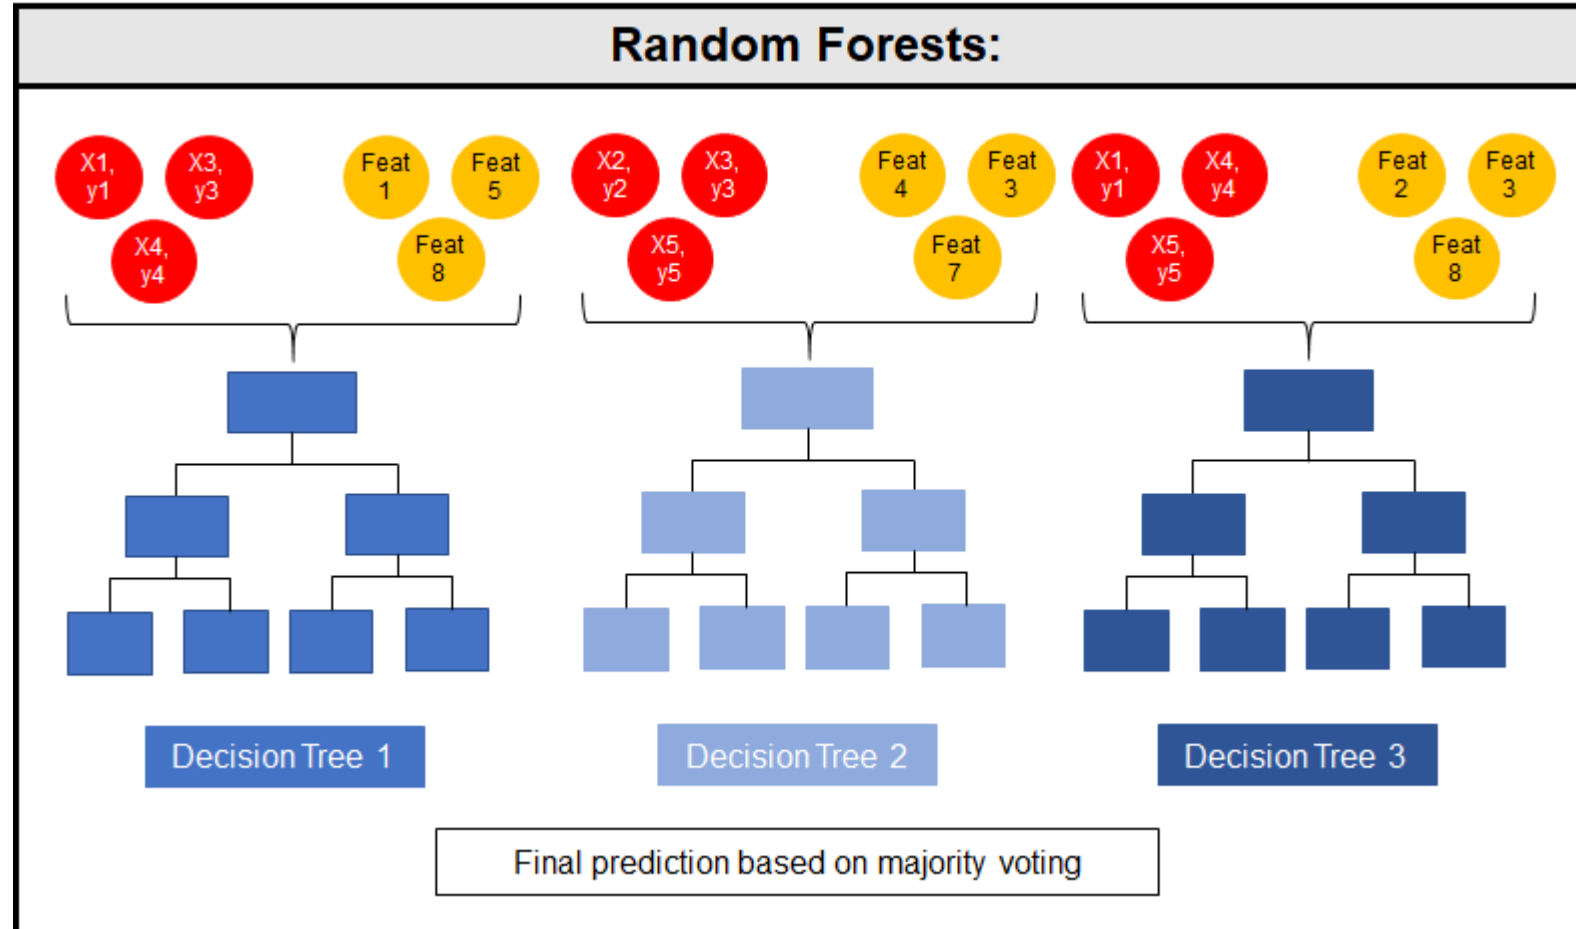 Random Forests:
X1,
y1
X3,
y3
X4,
y4
Feat
1
Feat
5
Feat
8
X2,
y2
X3,
y3
X5,
y5
Feat
4
Feat
3
Feat
7
X1,
y1
X4,
y4
X5,
y5
Feat
2
Feat
3
Feat
8
Decision Tree 1
Decision Tree 2
Decision Tree 3
Final prediction based on majority voting